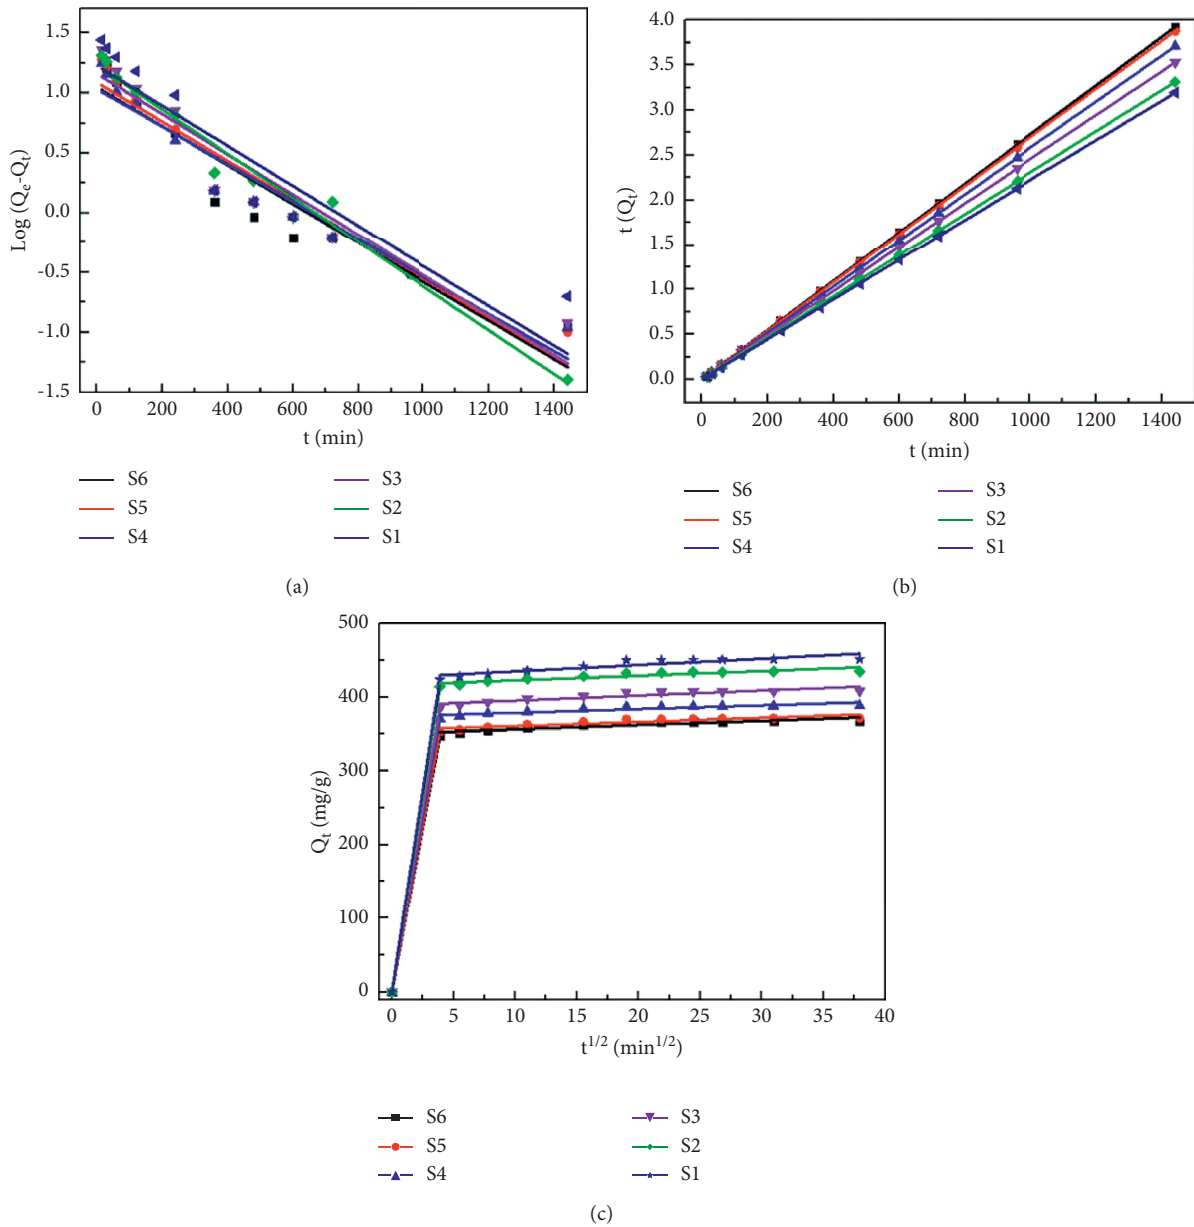 1.5
1.0
0.5
0.0
-0.5
-1.0
-1.5
Log (Qe-Qt)
0 200 400 600 800 1000 1200 1400
t (min)
S6 S3
S5 S2
S4 S1
(a)
4.0
3.5
3.0
2.5
2.0
1.5
1.0
0.5
0.0
t (Qt)
0 200 400 600 800 1000 1200 1400
t (min)
S6 S3
S5 S2
S4 S1
(b)
500
400
300
200
100
0
Qt (mg/g)
0 5 10 15 20 25 30 35 40
t1/2 (min1/2)
S6 S3
S5 S2
S4 S1
(c)